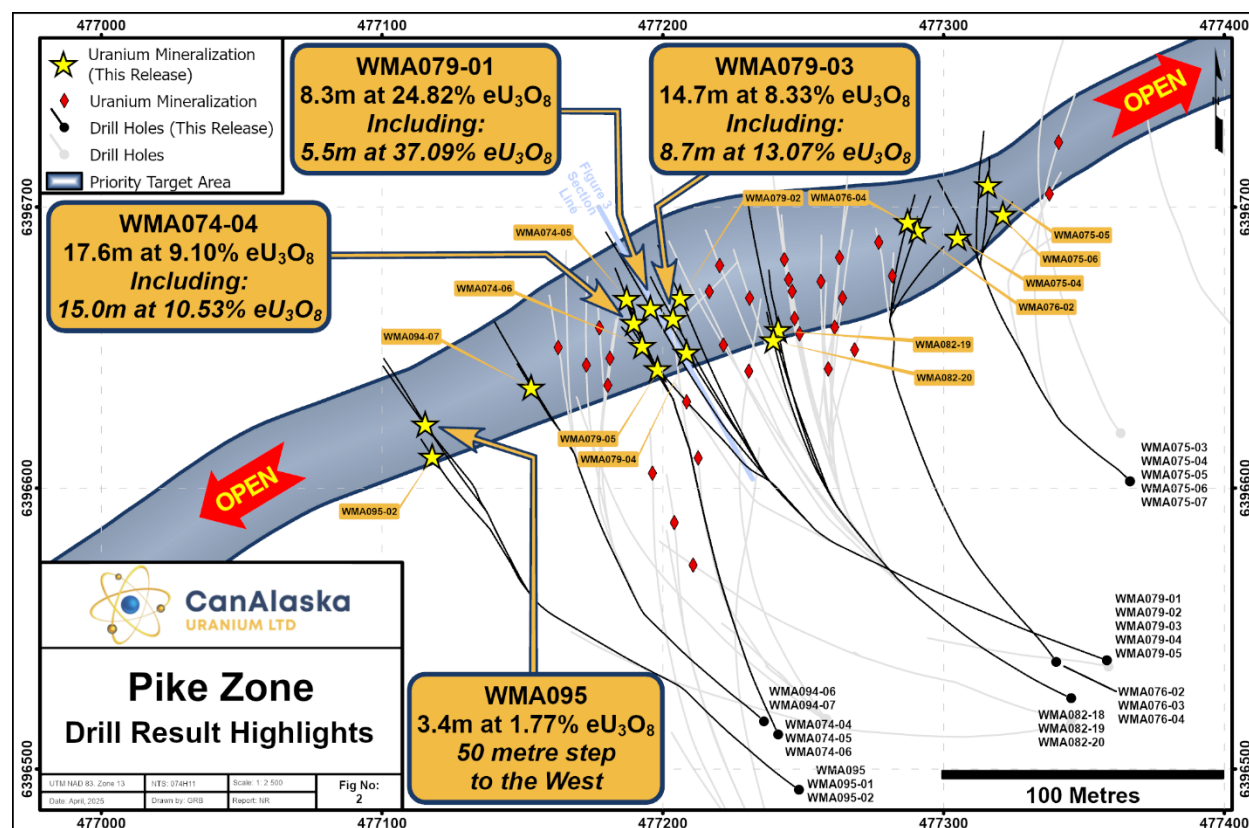 477000
477100
477200
477300
477400
Uranium Mineralization
(This Release)
Uranium Mineralization
Drill Holes (This Release)
Drill Holes
Priority Target Area
WMA079-01
8.3m at 24.82% eU₃O₈
Including:
5.5m at 37.09% eU₃O₈
WMA079-03
14.7m at 8.33% eU₃O₈
Including:
8.7m at 13.07% eU₃O₈
OPEN
N
WMA074-04
17.6m at 9.10% eU₃O₈
Including:
15.0m at 10.53% eU₃O₈
Figure 3
Section
Line
6396700
6396700
WMA079-02
WMA076-04
WMA074-05
WMA075-05
WMA075-06
WMA075-04
WMA076-02
WMA074-06
WMA094-07
WMA082-19
WMA082-20
WMA079-05
WMA079-04
WMA095-02
OPEN
6396600
6396600
WMA075-03
WMA075-04
WMA075-05
WMA075-06
WMA075-07
WMA079-01
WMA079-02
WMA079-03
WMA079-04
WMA079-05
WMA076-02
WMA076-03
WMA076-04
WMA082-18
WMA082-19
WMA082-20
WMA094-06
WMA094-07
WMA074-04
WMA074-05
WMA074-06
WMA095
WMA095-01
WMA095-02
WMA095
3.4m at 1.77% eU₃O₈
50 metre step
to the West
CanAlaska
URANIUM LTD
Pike Zone
Drill Result Highlights
UTM NAD 83, Zone 13
NTS: 074H11
Scale: 1: 2 500
Fig No:
2
Date: April, 2025
Drawn by: GRB
Report: NR
6396500
6396500
100 Metres
477000
477100
477200
477300
477400